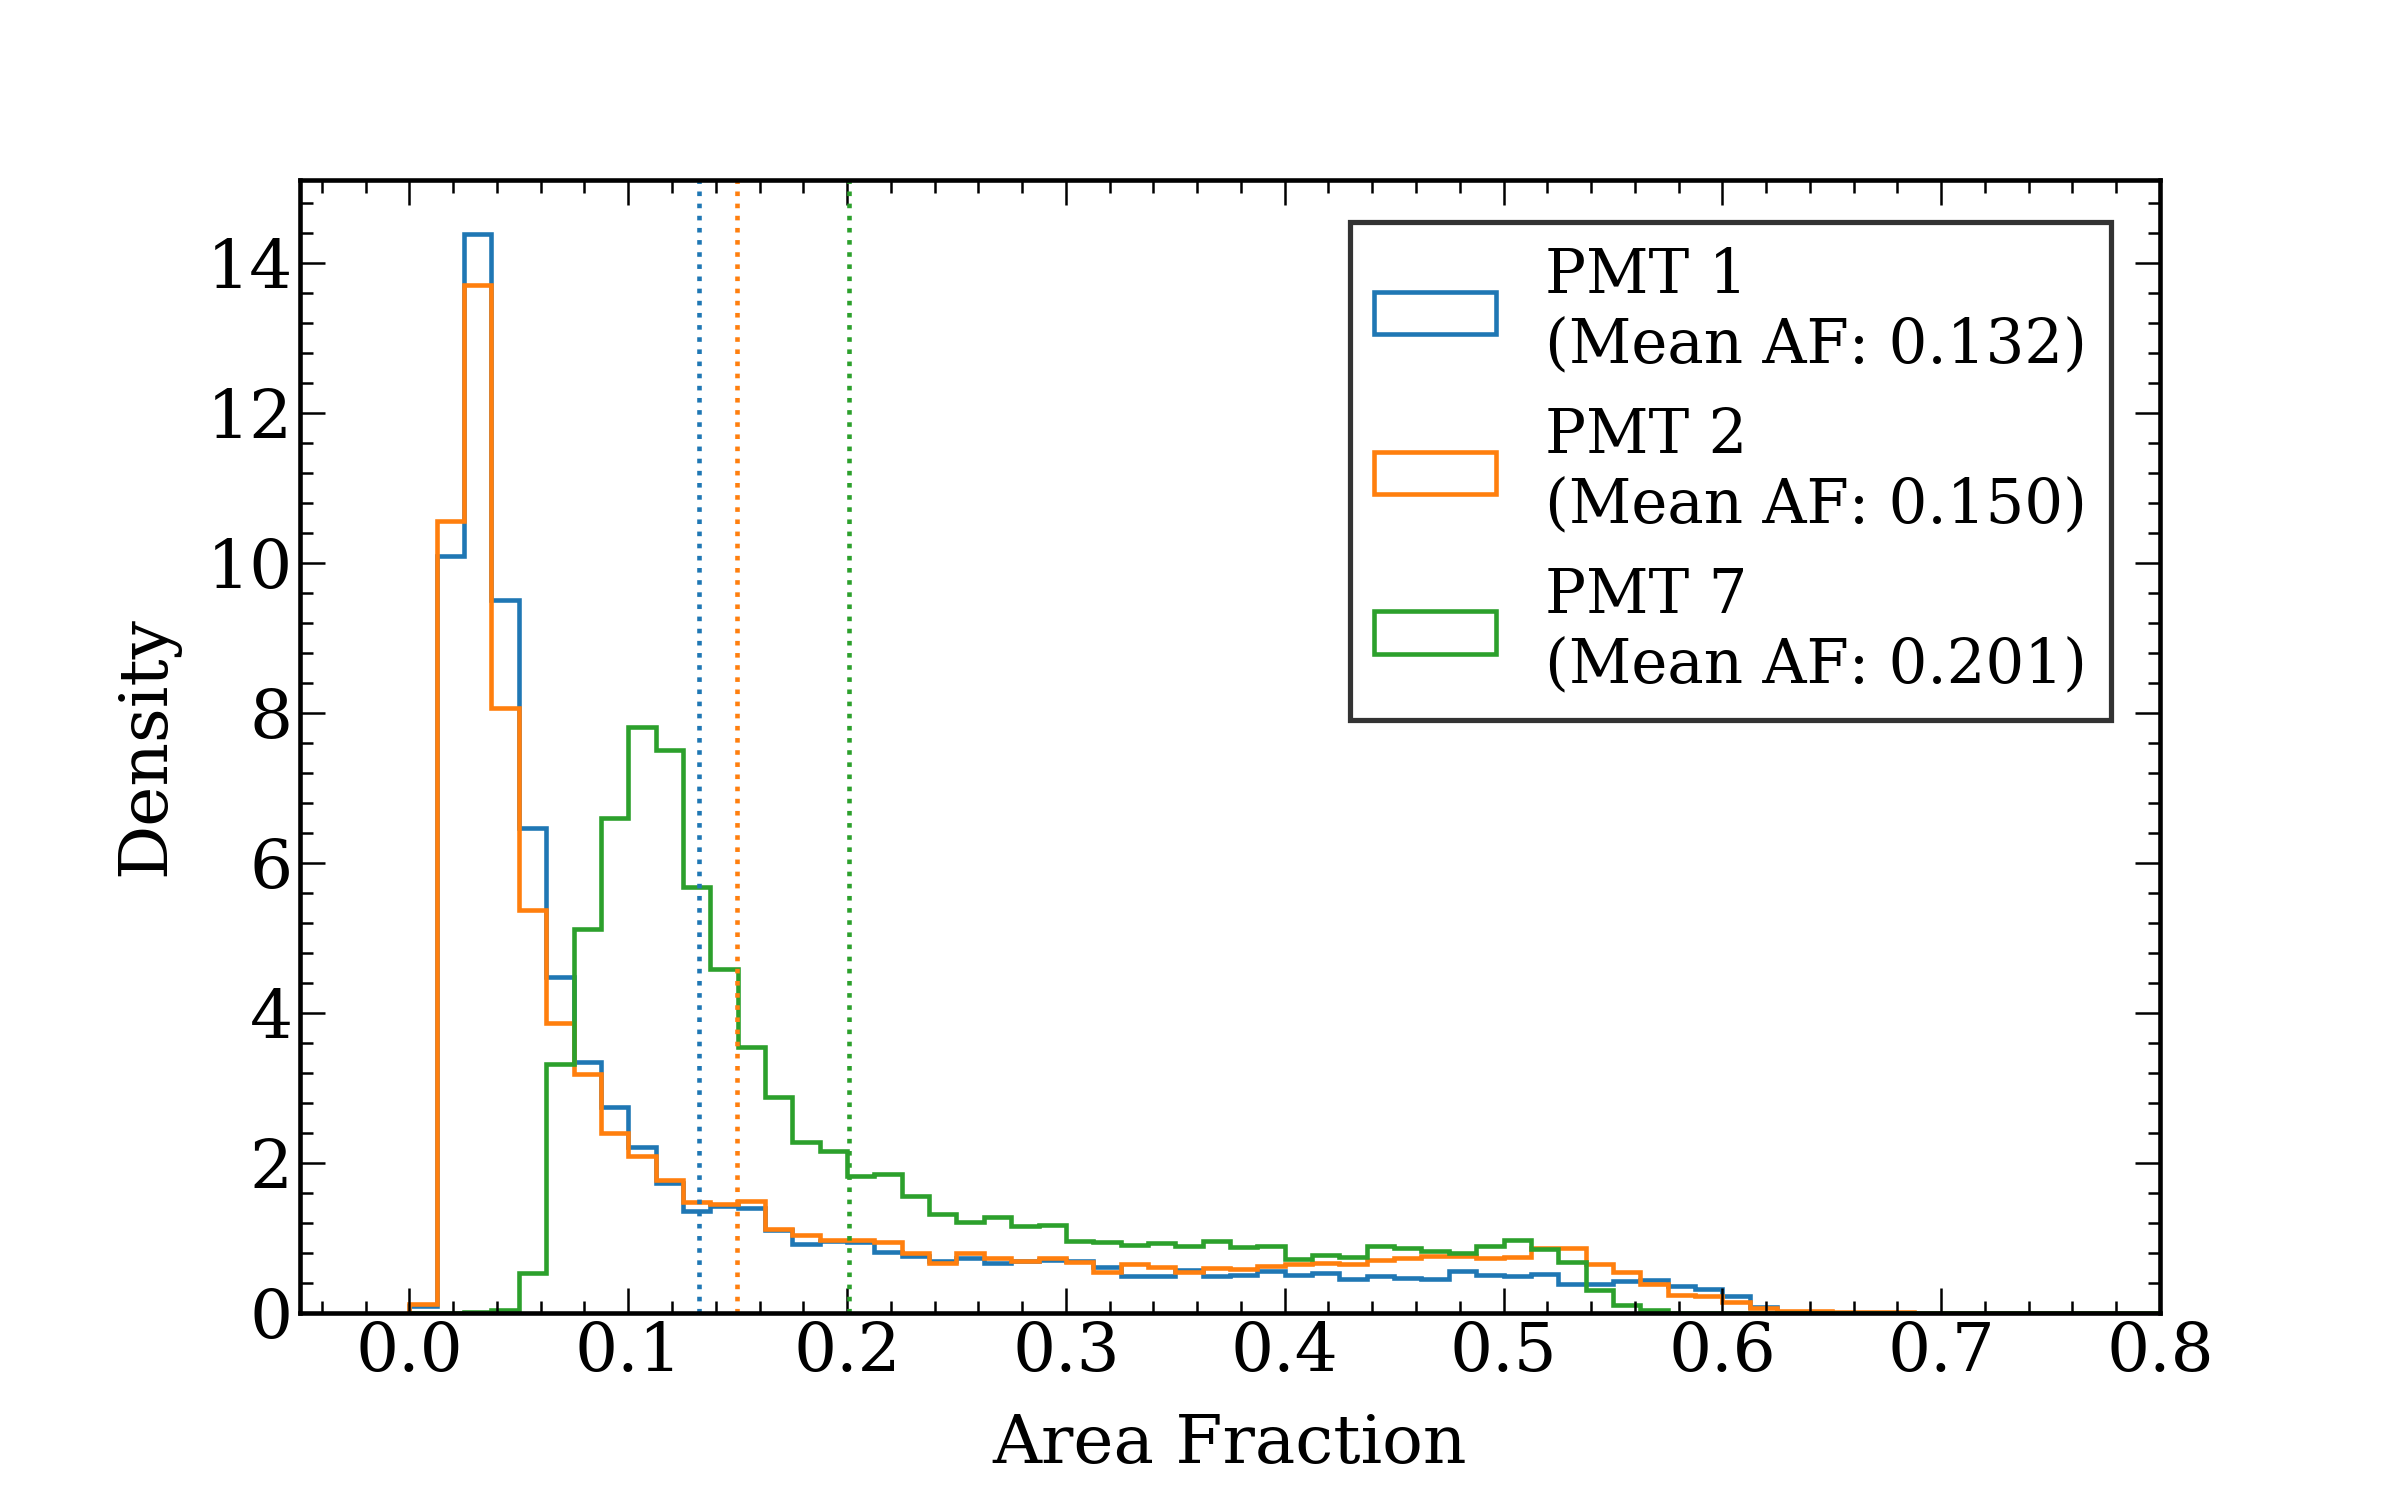 14
12
10
8
6
4
2
0
Density
0.0 0.1 0.2 0.3 0.4 0.5 0.6 0.7 0.8
Area Fraction
PMT 1
(Mean AF: 0.132)
PMT 2
(Mean AF: 0.150)
PMT 7
(Mean AF: 0.201)